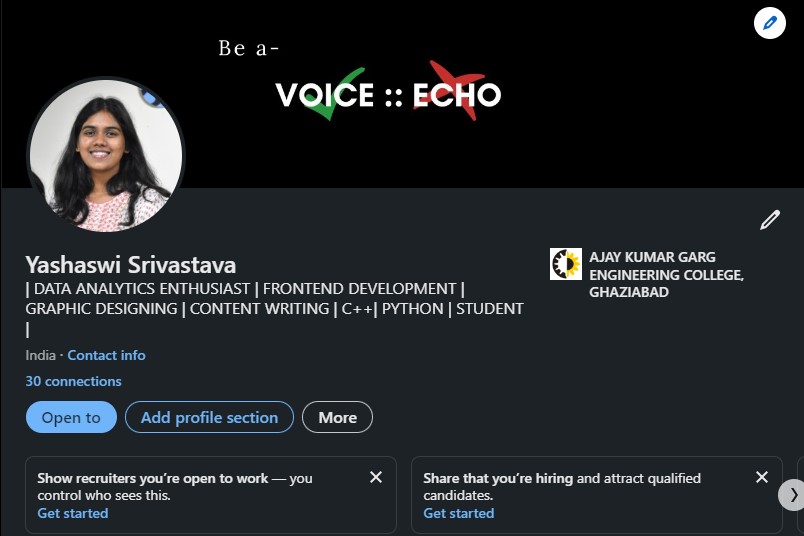 Be a-
VOICE :: ECHO
Yashaswi Srivastava
| DATA ANALYTICS ENTHUSIAST | FRONTEND DEVELOPMENT |
GRAPHIC DESIGNING | CONTENT WRITING | C++| PYTHON | STUDENT
|
AJAY KUMAR GARG
ENGINEERING COLLEGE,
GHAZIABAD
India · Contact info
30 connections
Open to
Add profile section
More
Show recruiters you’re open to work — you
control who sees this.
Get started
Share that you’re hiring and attract qualified
candidates.
Get started